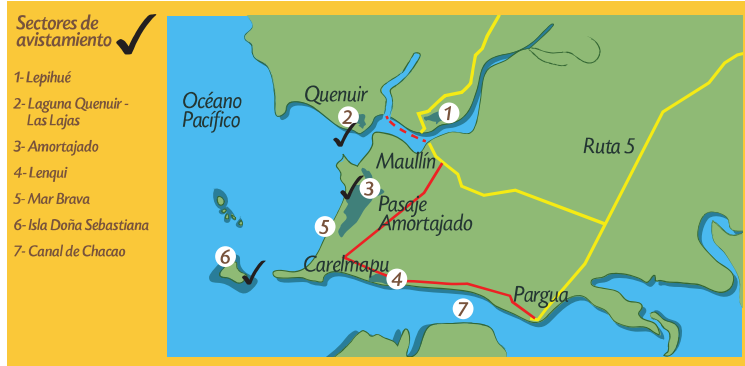 Sectores de
avistamiento
1- Lepihué
2- Laguna Quenuir -
Las Lajas
3- Amortajado
4- Lenqui
5- Mar Brava
6- Isla Doña Sebastiana
7- Canal de Chacao
Océano
Pacífico
Quenuir
2
1
Maullín
Ruta 5
3
Pasaje
Amortajado
5
6
Carelmapu
4
Pargua
7